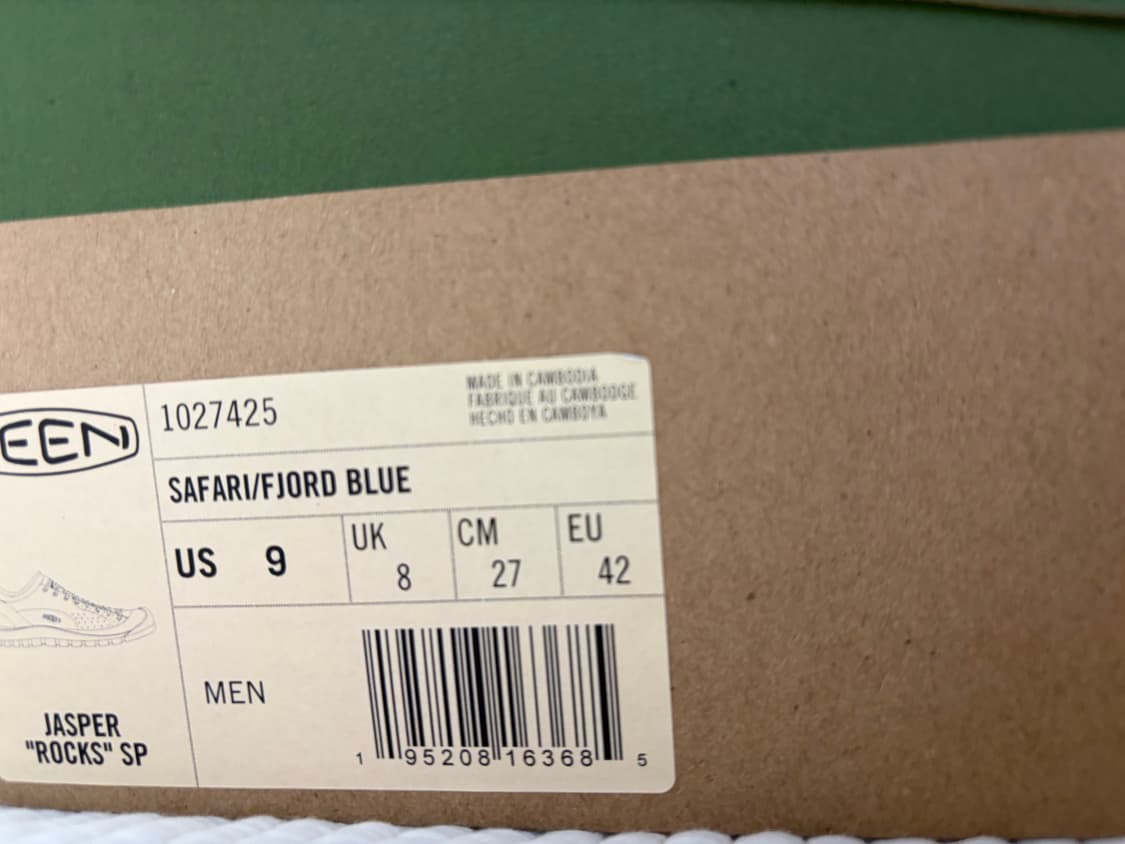 EEN
1027425
MADE IN CAMBODIA
FABRIQUE AU CAMBODGE
HECHO EN CAMBOYA
SAFARI/FJORD BLUE
US 9
UK 8
CM 27
EU 42
MEN
JASPER
"ROCKS" SP
1 95208 16368 5